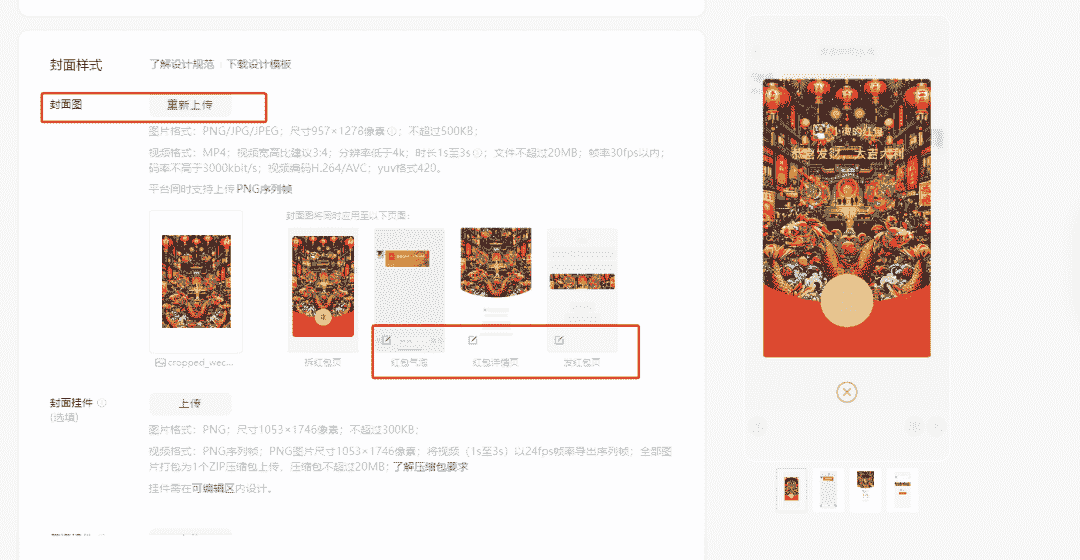 封面样式
了解设计规范 下载设计模板
封面图
重新上传
图片格式：PNG/JPG/JPEG；尺寸957×1278像素；不超过500KB；
视频格式：MP4；视频宽高比建议3:4；分辨率低于4k；时长1s至3s；文件不超过20MB；帧率30fps以内；
码率不高于3000kbit/s；视频编码H.264/AVC；yuv格式420。
平台同时支持上传 PNG序列帧
封面图将同时应用至以下页面：
cropped_wec...
拆红包页
红包气泡
红包详情页
发红包页
封面挂件
(选填)
上传
图片格式：PNG；尺寸1053×1746像素；不超过300KB；
视频格式：PNG序列帧；PNG图片尺寸1053×1746像素；将视频（1s至3s）以24fps帧率导出序列帧，全部图
片打包为1个ZIP压缩包上传，压缩包不超过20MB；了解压缩包要求
挂件需在可编辑区内设计。
的红包
恭喜发财，大吉大利